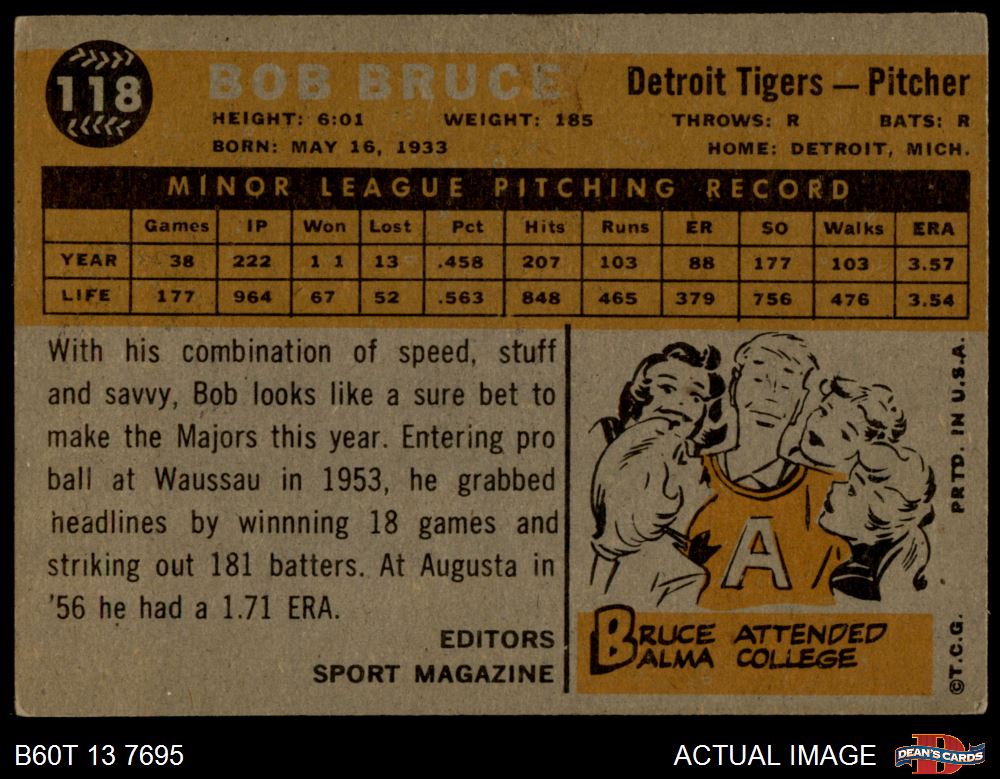 118
BOB BRUCE
Detroit Tigers — Pitcher
HEIGHT: 6:01 WEIGHT: 185 THROWS: R BATS: R
BORN: MAY 16, 1933 HOME: DETROIT, MICH.
MINOR LEAGUE PITCHING RECORD
Games IP Won Lost Pct Hits Runs ER SO Walks ERA
YEAR 38 222 1 1 13 .458 207 103 88 177 103 3.57
LIFE 177 964 67 52 .563 848 465 379 756 476 3.54
With his combination of speed, stuff
and savvy, Bob looks like a sure bet to
make the Majors this year. Entering pro
ball at Waussau in 1953, he grabbed
headlines by winnning 18 games and
striking out 181 batters. At Augusta in
'56 he had a 1.71 ERA.
EDITORS
SPORT MAGAZINE
A
BRUCE ATTENDED
ALMA COLLEGE
PRTD. IN U.S.A.
©T.C.G.
B60T 13 7695
ACTUAL IMAGE
D
DEAN'S CARDS